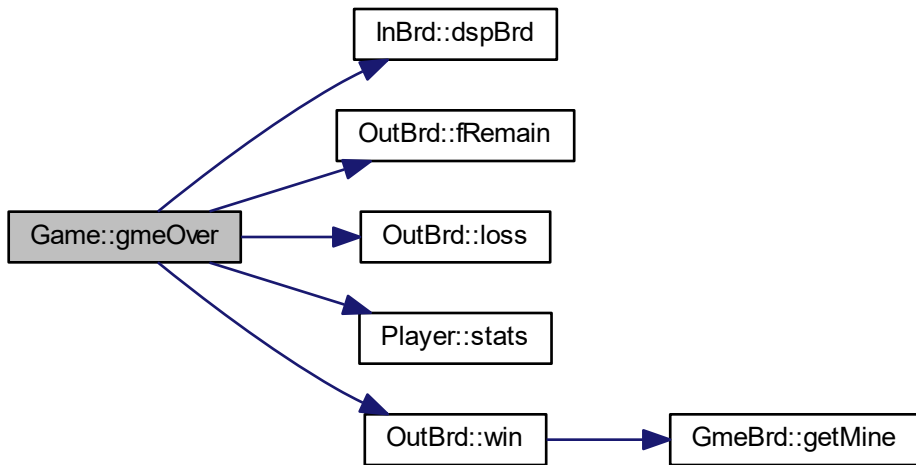 InBrd::dspBrd
OutBrd::fRemain
Game::gmeOver
OutBrd::loss
Player::stats
OutBrd::win
GmeBrd::getMine